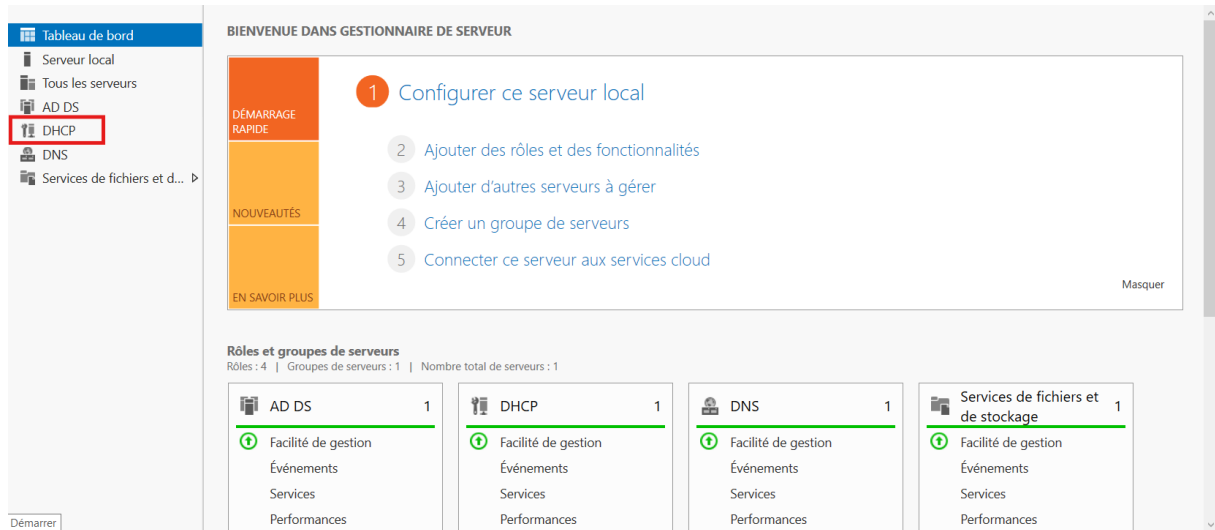 Tableau de bord
Serveur local
Tous les serveurs
AD DS
DHCP
DNS
Services de fichiers et d...
BIENVENUE DANS GESTIONNAIRE DE SERVEUR
DÉMARRAGE
RAPIDE
NOUVEAUTÉS
EN SAVOIR PLUS
1 Configurer ce serveur local
2 Ajouter des rôles et des fonctionnalités
3 Ajouter d’autres serveurs à gérer
4 Créer un groupe de serveurs
5 Connecter ce serveur aux services cloud
Masquer
Rôles et groupes de serveurs
Rôles : 4 | Groupes de serveurs : 1 | Nombre total de serveurs : 1
AD DS 1
Facilité de gestion
Événements
Services
Performances
DHCP 1
Facilité de gestion
Événements
Services
Performances
DNS 1
Facilité de gestion
Événements
Services
Performances
Services de fichiers et
de stockage 1
Facilité de gestion
Événements
Services
Performances
Démarrer